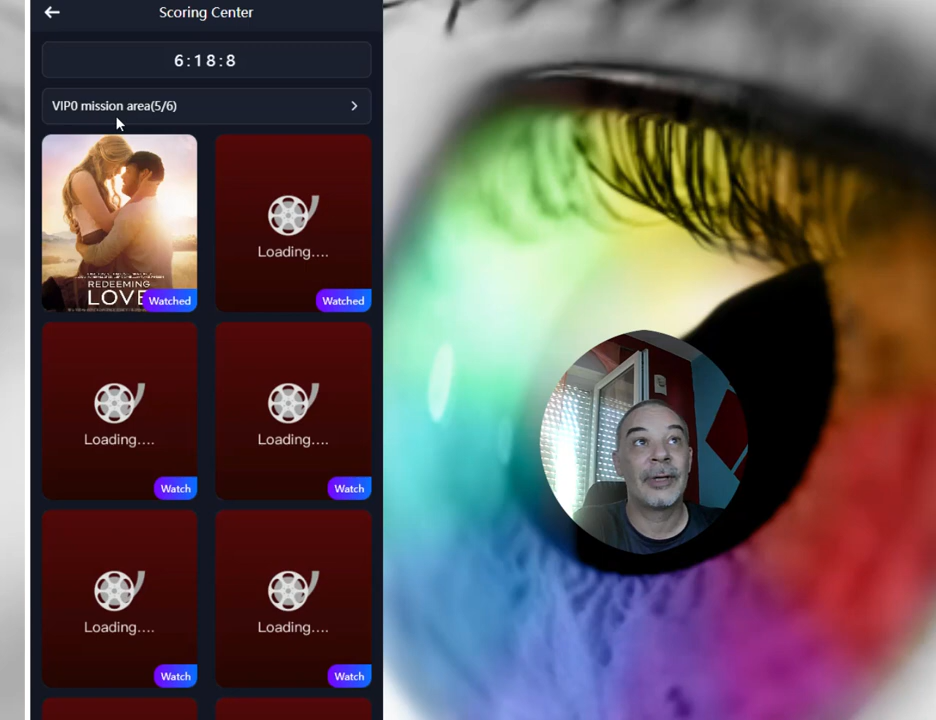 Scoring Center
6:18:8
VIP0 mission area(5/6)
REDEEMING
LOVE
Watched
Loading....
Watched
Loading....
Watch
Loading....
Watch
Loading....
Watch
Loading....
Watch